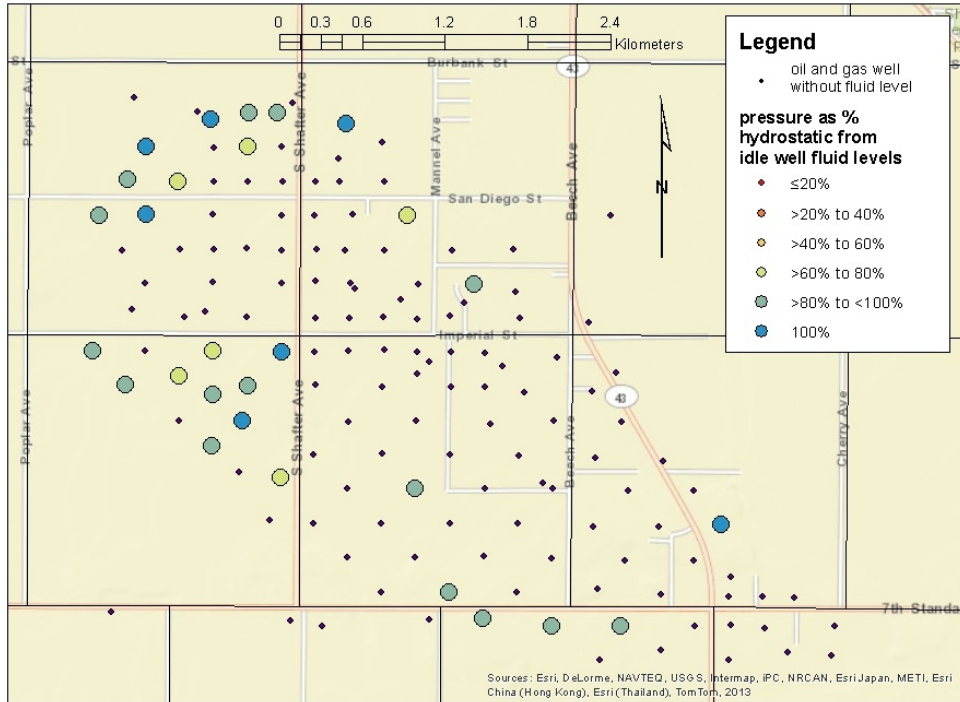 0 0.3 0.6 1.2 1.8 2.4
Kilometers
Burbank St
43
Poplar Ave
S Shafter Ave
Mannel Ave
Beech Ave
San Diego St
N
Imperial St
43
Poplar Ave
S Shafter Ave
Beech Ave
Cherry Ave
7th Standa
Legend
oil and gas well
without fluid level
pressure as %
hydrostatic from
idle well fluid levels
≤20%
>20% to 40%
>40% to 60%
>60% to 80%
>80% to <100%
100%
Sources: Esri, DeLorme, NAVTEQ, USGS, Intermap, iPC, NRCAN, Esri Japan, METI, Esri
China (Hong Kong), Esri (Thailand), TomTom, 2013